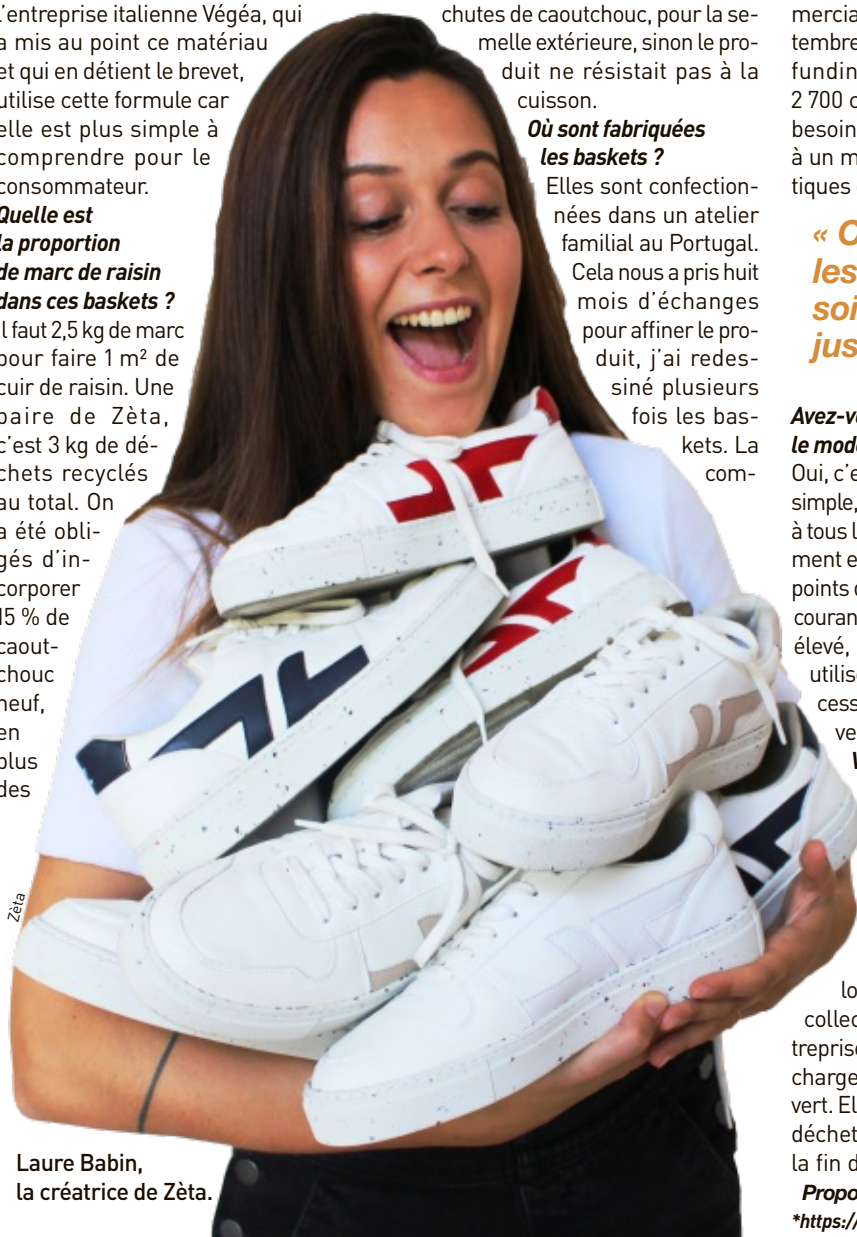 L'entreprise italienne Végéa, qui
a mis au point ce matériau
et qui en détient le brevet,
utilise cette formule car
elle est plus simple à
comprendre pour le
consommateur.
Quelle est
la proportion
de marc de raisin
dans ces baskets ?
Il faut 2,5 kg de marc
pour faire 1 m² de
cuir de raisin. Une
paire de Zèta,
c'est 3 kg de dé-
chets recyclés
au total. On
a été obli-
gés d'in-
corporer
15 % de
caout-
chouc
neuf,
en
plus
des
chutes de caoutchouc, pour la se-
melle extérieure, sinon le pro-
duit ne résistait pas à la
cuisson.
Où sont fabriquées
les baskets ?
Elles sont confection-
nées dans un atelier
familial au Portugal.
Cela nous a pris huit
mois d'échanges
pour affiner le pro-
duit, j'ai redes-
siné plusieurs
fois les bas-
kets. La
com-
mercia
tembre
fundin
2 700 c
besoin
à un m
tiques
« C
les
soi
jus
Avez-v
le mod
Oui, c'e
simple,
à tous l
ment e
points
couran
élevé,
utilis
cess
ve
lo
collec
trepris
charge
vert. El
déchet
la fin d
Propo
*https://
Zèta
Laure Babin,
la créatrice de Zèta.